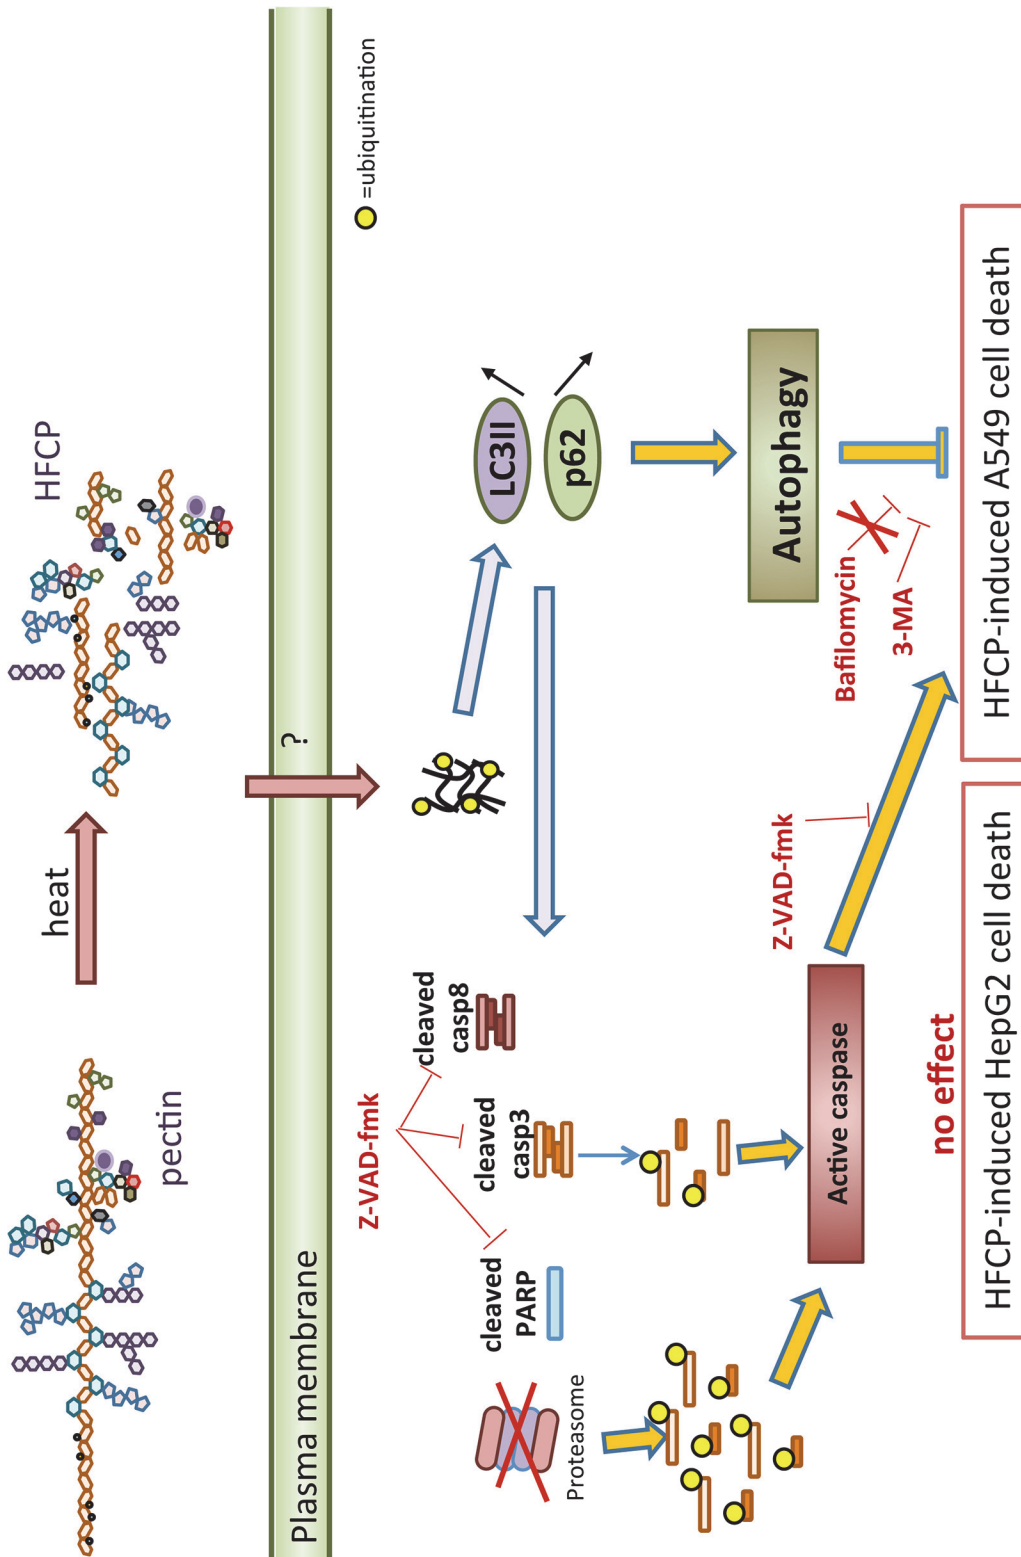 pectin
heat
HFCP
Plasma membrane
?
=ubiquitination
Z-VAD-fmk
cleaved
casp8
cleaved
casp3
cleaved
PARP
Proteasome
LC3II
p62
Autophagy
Bafilomycin
3-MA
Z-VAD-fmk
Active caspase
no effect
HFCP-induced HepG2 cell death
HFCP-induced A549 cell death